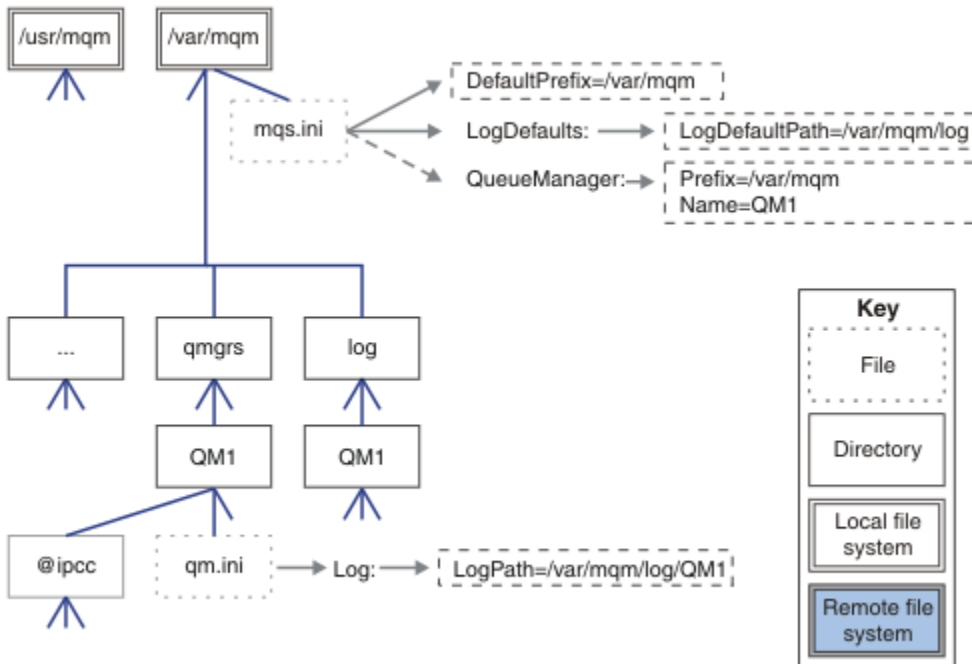 /usr/mqm
/var/mqm
mqs.ini
DefaultPrefix=/var/mqm
LogDefaults:
LogDefaultPath=/var/mqm/log
QueueManager:
Prefix=/var/mqm
Name=QM1
...
qmgrs
log
QM1
QM1
@ipcc
qm.ini
Log:
LogPath=/var/mqm/log/QM1
Key
File
Directory
Local file
system
Remote file
system